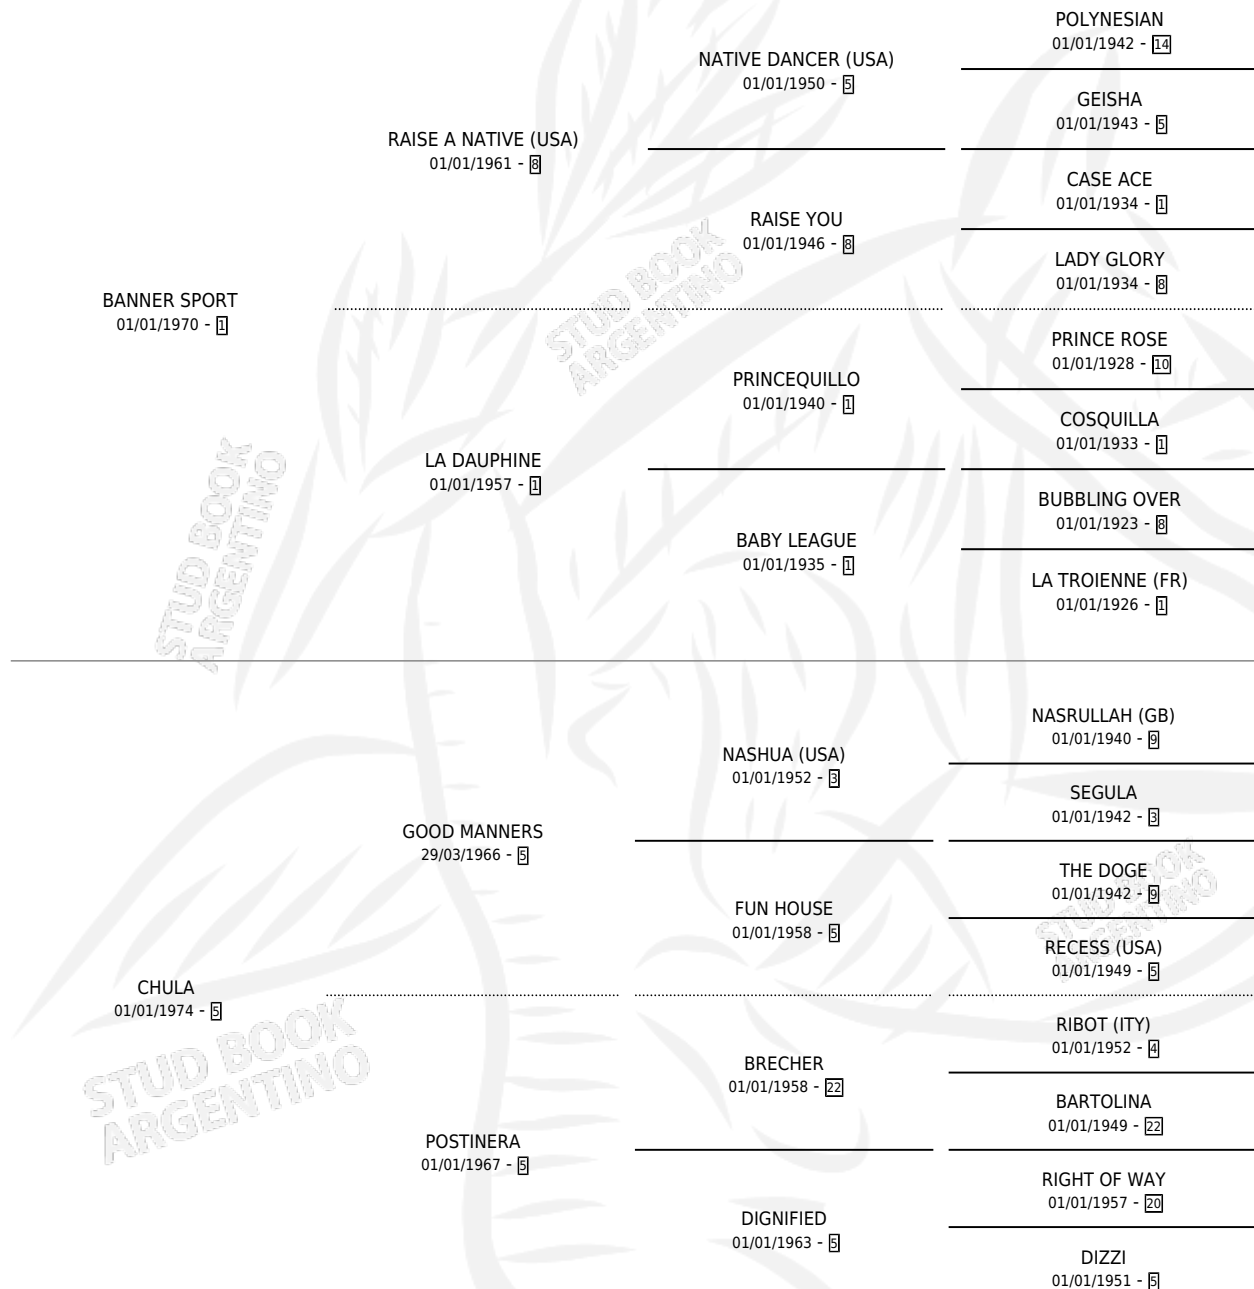 POLYNESIAN
01/01/1942 - 14
NATIVE DANCER (USA)
01/01/1950 - 5
GEISHA
01/01/1943 - 5
RAISE A NATIVE (USA)
01/01/1961 - 8
CASE ACE
01/01/1934 - 1
RAISE YOU
01/01/1946 - 8
LADY GLORY
01/01/1934 - 8
BANNER SPORT
01/01/1970 - 1
PRINCE ROSE
01/01/1928 - 10
PRINCEQUILLO
01/01/1940 - 1
COSQUILLA
01/01/1933 - 1
LA DAUPHINE
01/01/1957 - 1
BUBBLING OVER
01/01/1923 - 8
BABY LEAGUE
01/01/1935 - 1
LA TROIENNE (FR)
01/01/1926 - 1
STUD BOOK
ARGENTINO
STUD BOOK
ARGENTINO
NASRULLAH (GB)
01/01/1940 - 9
NASHUA (USA)
01/01/1952 - 3
SEGULA
01/01/1942 - 3
GOOD MANNERS
29/03/1966 - 5
THE DOGE
01/01/1942 - 9
FUN HOUSE
01/01/1958 - 5
RECESS (USA)
01/01/1949 - 5
CHULA
01/01/1974 - 5
RIBOT (ITY)
01/01/1952 - 4
BRECHER
01/01/1958 - 22
BARTOLINA
01/01/1949 - 22
POSTINERA
01/01/1967 - 5
RIGHT OF WAY
01/01/1957 - 20
DIGNIFIED
01/01/1963 - 5
DIZZI
01/01/1951 - 5
STUD BOOK
ARGENTINO
STUD BOOK
ARGENTINO